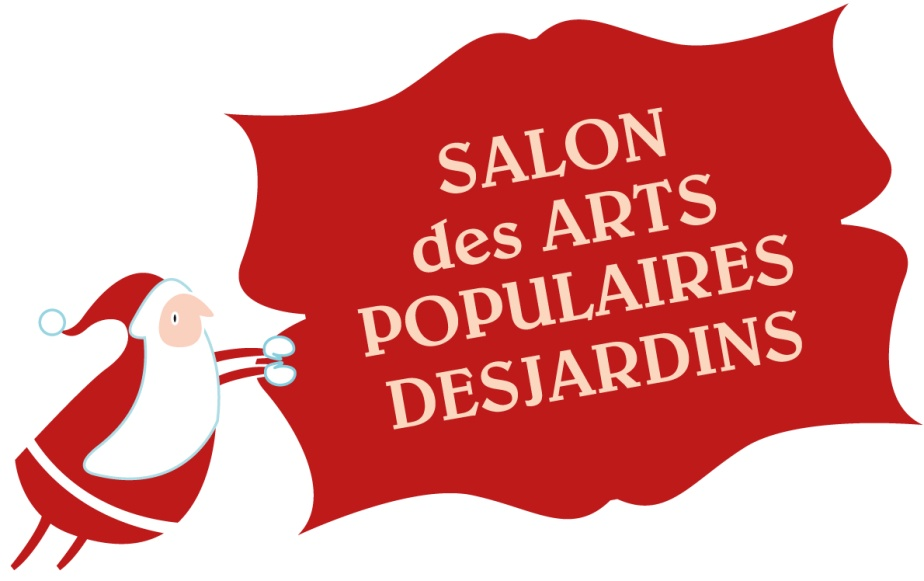 SALON
des ARTS
POPULAIRES
DESJARDINS